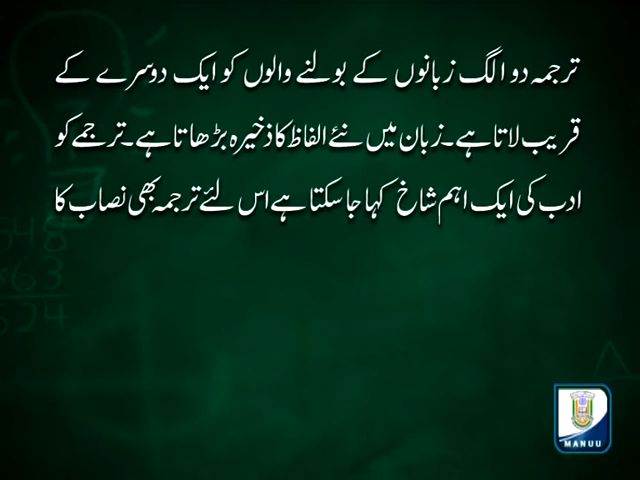 ترجمہ دو الگ زبانوں کے بولنے والوں کو ایک دوسرے کے
قریب لاتا ہے۔ زبان میں نئے الفاظ کا ذخیرہ بڑھاتا ہے۔ ترجمے کو
ادب کی ایک اہم شاخ کہا جا سکتا ہے اس لئے ترجمہ بھی نصاب کا
MANUU